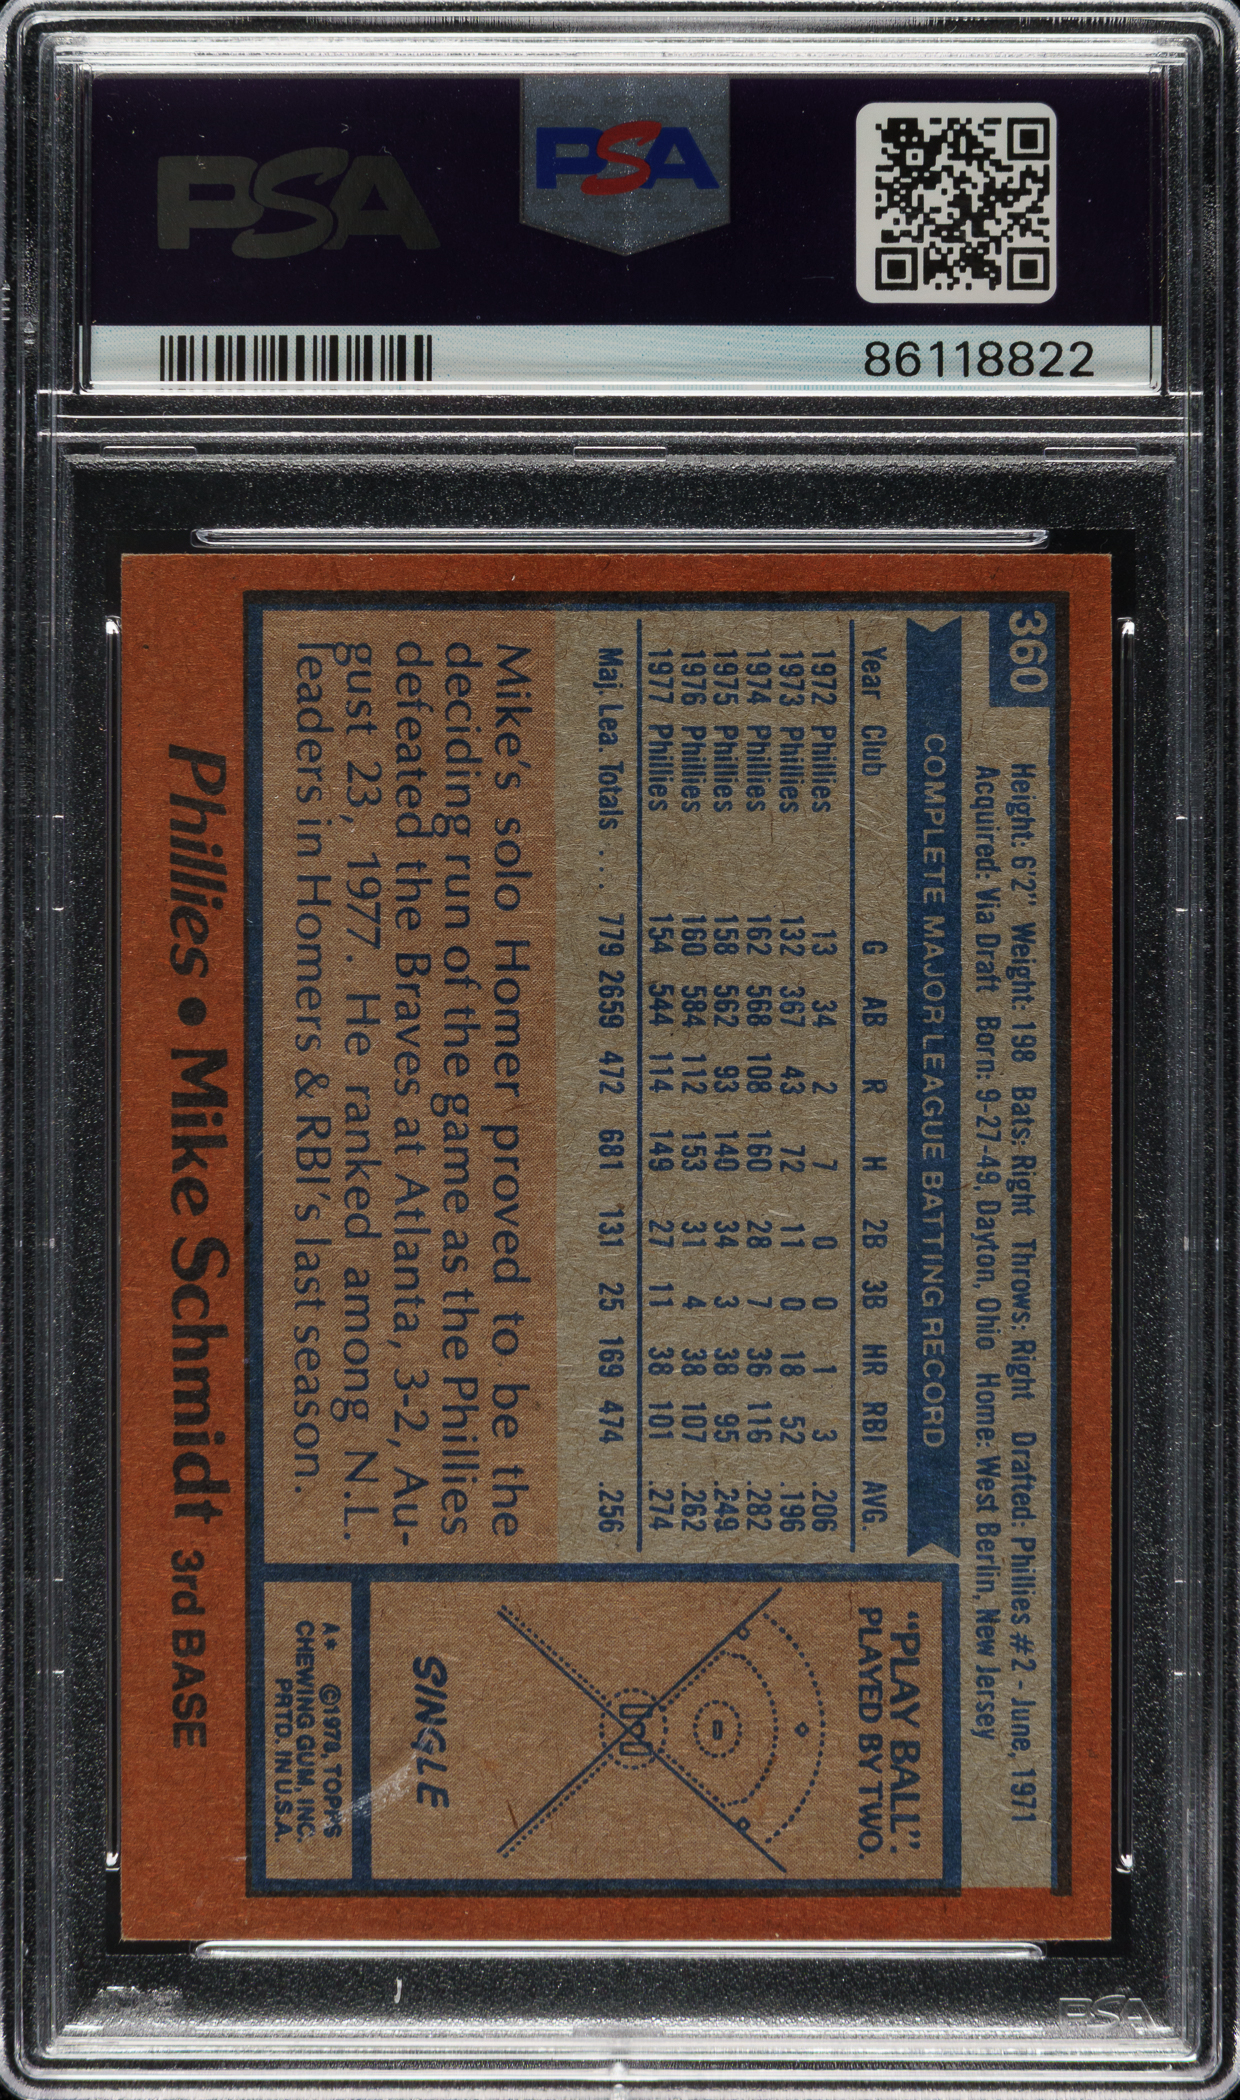 PSA
PSA
86118822
360
Height: 6'2" Weight: 198 Bats: Right Throws: Right Drafted: Phillies #2 - June, 1971
Acquired: Via Draft Born: 9-27-49, Dayton, Ohio Home: West Berlin, New Jersey
COMPLETE MAJOR LEAGUE BATTING RECORD
Year Club G AB R H 2B 3B HR RBI AVG.
1972 Phillies 13 34 2 7 0 0 1 3 .206
1973 Phillies 132 367 43 72 11 0 18 52 .196
1974 Phillies 162 568 108 160 28 7 36 116 .282
1975 Phillies 158 562 93 140 34 3 38 95 .249
1976 Phillies 160 584 112 153 31 4 38 107 .262
1977 Phillies 154 544 114 149 27 11 38 101 .274
Maj. Lea. Totals . . . 779 2659 472 681 131 25 169 474 .256
Mike's solo Homer proved to be the
deciding run of the game as the Phillies
defeated the Braves at Atlanta, 3-2, Au-
gust 23, 1977. He ranked among N.L.
leaders in Homers & RBI's last season.
"PLAY BALL":
PLAYED BY TWO.
SINGLE
A* ©1978, TOPPS
CHEWING GUM, INC.
PRTD. IN U.S.A.
Phillies • Mike Schmidt 3rd BASE
PSA